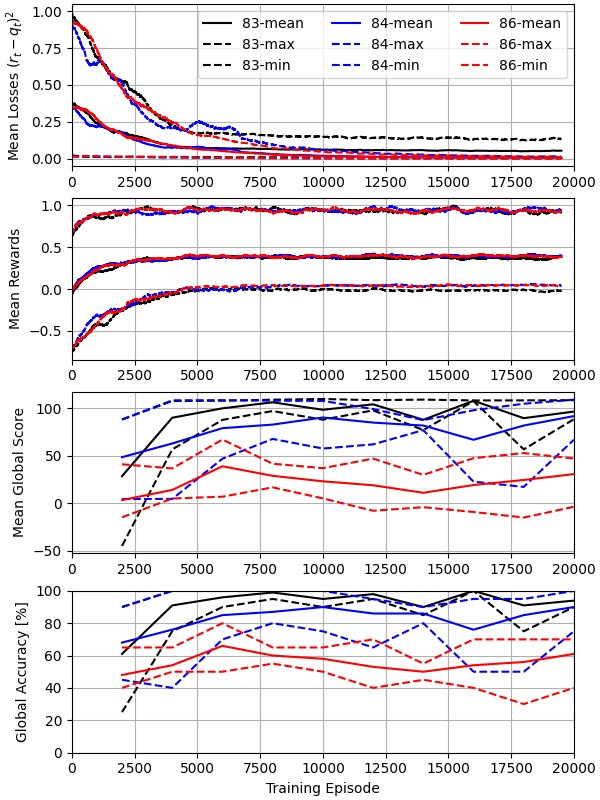 Mean Losses (r_t − q_t)^2
1.00
0.75
0.50
0.25
0.00
83-mean 84-mean 86-mean
83-max 84-max 86-max
83-min 84-min 86-min
0 2500 5000 7500 10000 12500 15000 17500 20000
Mean Rewards
1.0
0.5
0.0
−0.5
0 2500 5000 7500 10000 12500 15000 17500 20000
Mean Global Score
100
50
0
−50
0 2500 5000 7500 10000 12500 15000 17500 20000
Global Accuracy [%]
100
80
60
40
20
0
0 2500 5000 7500 10000 12500 15000 17500 20000
Training Episode